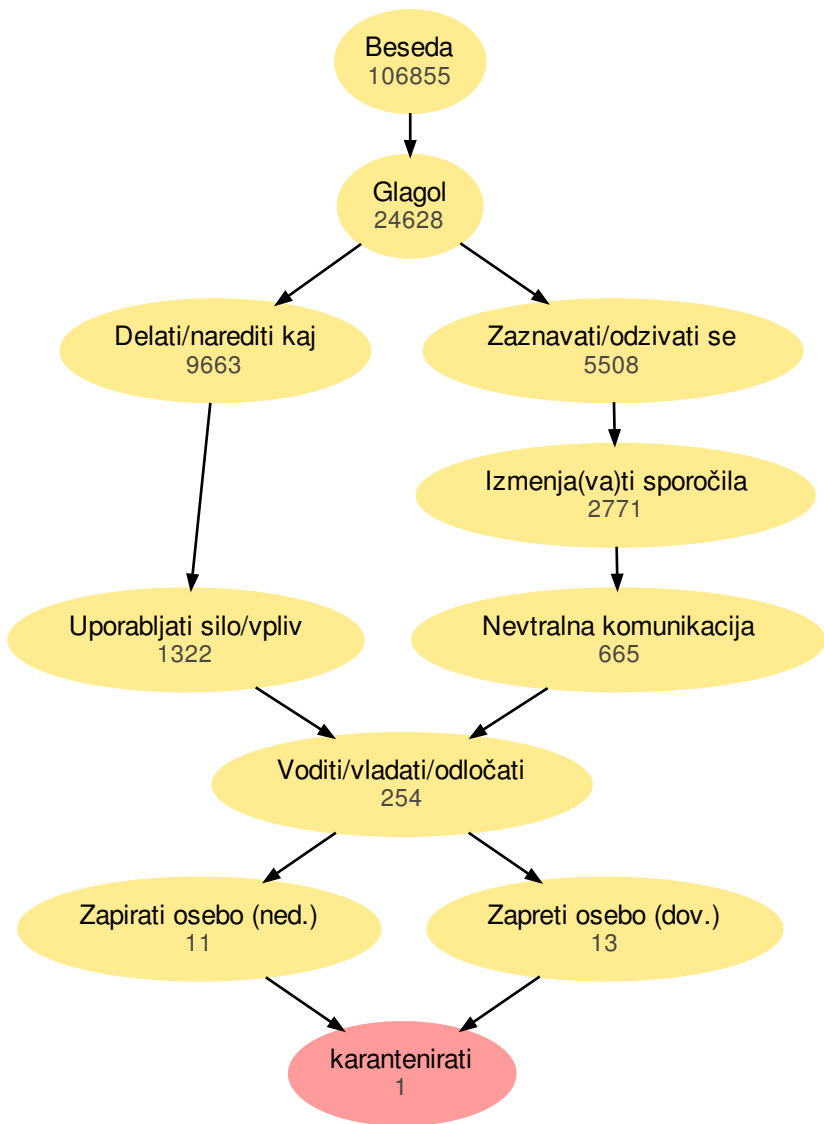 Beseda
106855
Glagol
24628
Delati/narediti kaj
9663
Zaznavati/odzivati se
5508
Izmenja(va)ti sporočila
2771
Uporabljati silo/vpliv
1322
Nevtralna komunikacija
665
Voditi/vladati/odločati
254
Zapirati osebo (ned.)
11
Zapreti osebo (dov.)
13
karantenirati
1